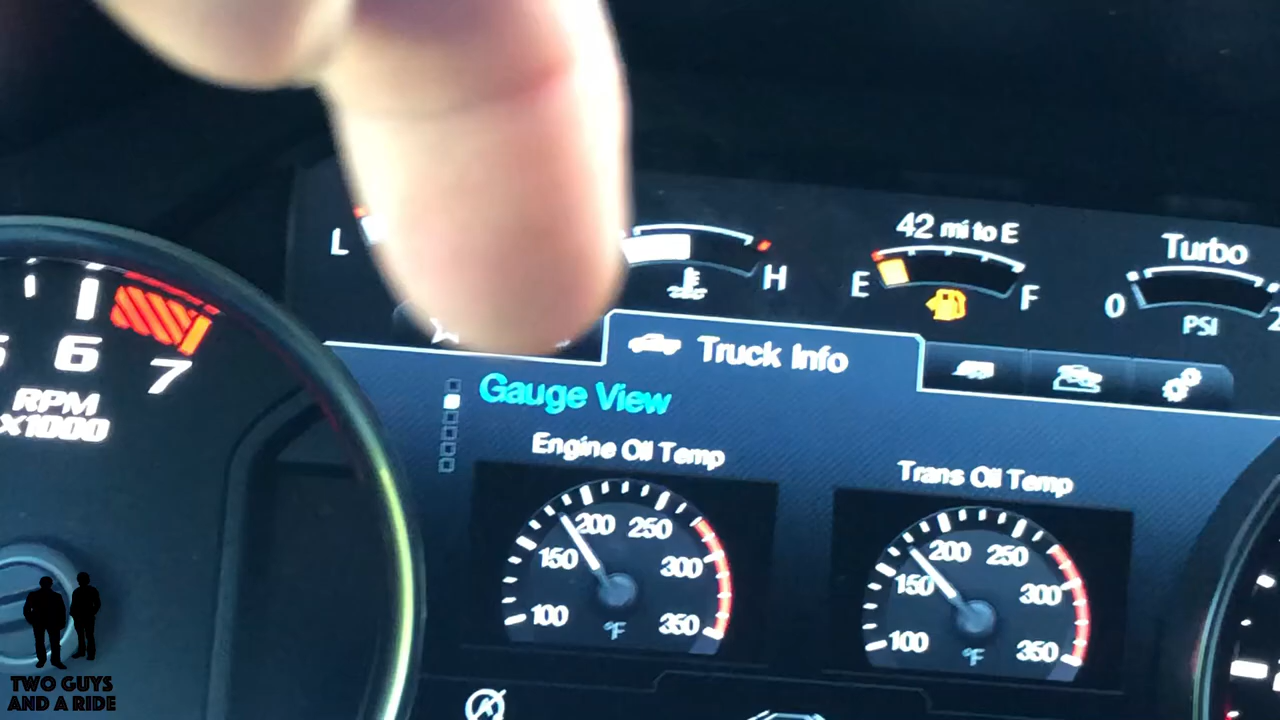 42 mi to E
Turbo
L
H
E
F
0
PSI
Truck Info
6
7
RPM
x1000
Gauge View
Engine Oil Temp
Trans Oil Temp
200 250
150
300
100
350
°F
200 250
150
300
100
350
°F
TWO GUYS
AND A RIDE